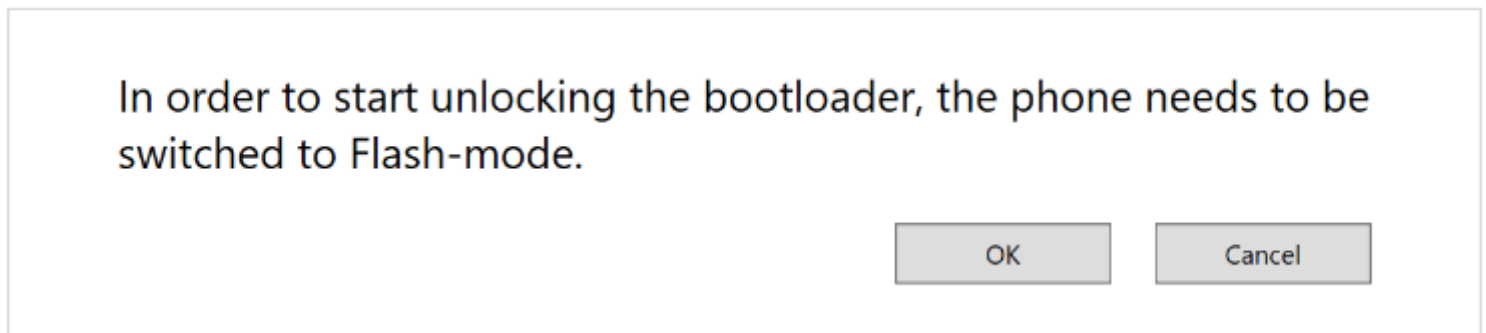 In order to start unlocking the bootloader, the phone needs to be
switched to Flash-mode.
OK
Cancel